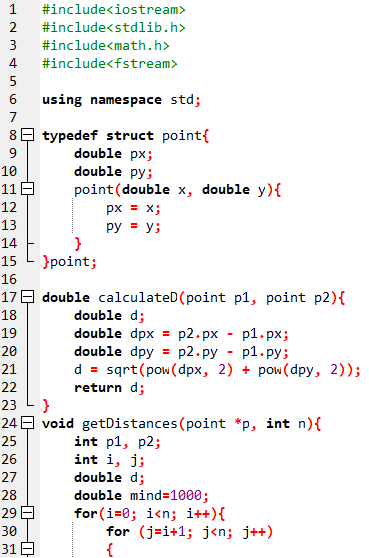 1 #include<iostream>
2 #include<stdlib.h>
3 #include<math.h>
4 #include<fstream>
5
6 using namespace std;
7
8 typedef struct point{
9 double px;
10 double py;
11 point(double x, double y){
12 px = x;
13 py = y;
14 }
15 }point;
16
17 double calculateD(point p1, point p2){
18 double d;
19 double dpx = p2.px - p1.px;
20 double dpy = p2.py - p1.py;
21 d = sqrt(pow(dpx, 2) + pow(dpy, 2));
22 return d;
23 }
24 void getDistances(point *p, int n){
25 int p1, p2;
26 int i, j;
27 double d;
28 double mind=1000;
29 for(i=0; i<n; i++){
30 for (j=i+1; j<n; j++)
31 {